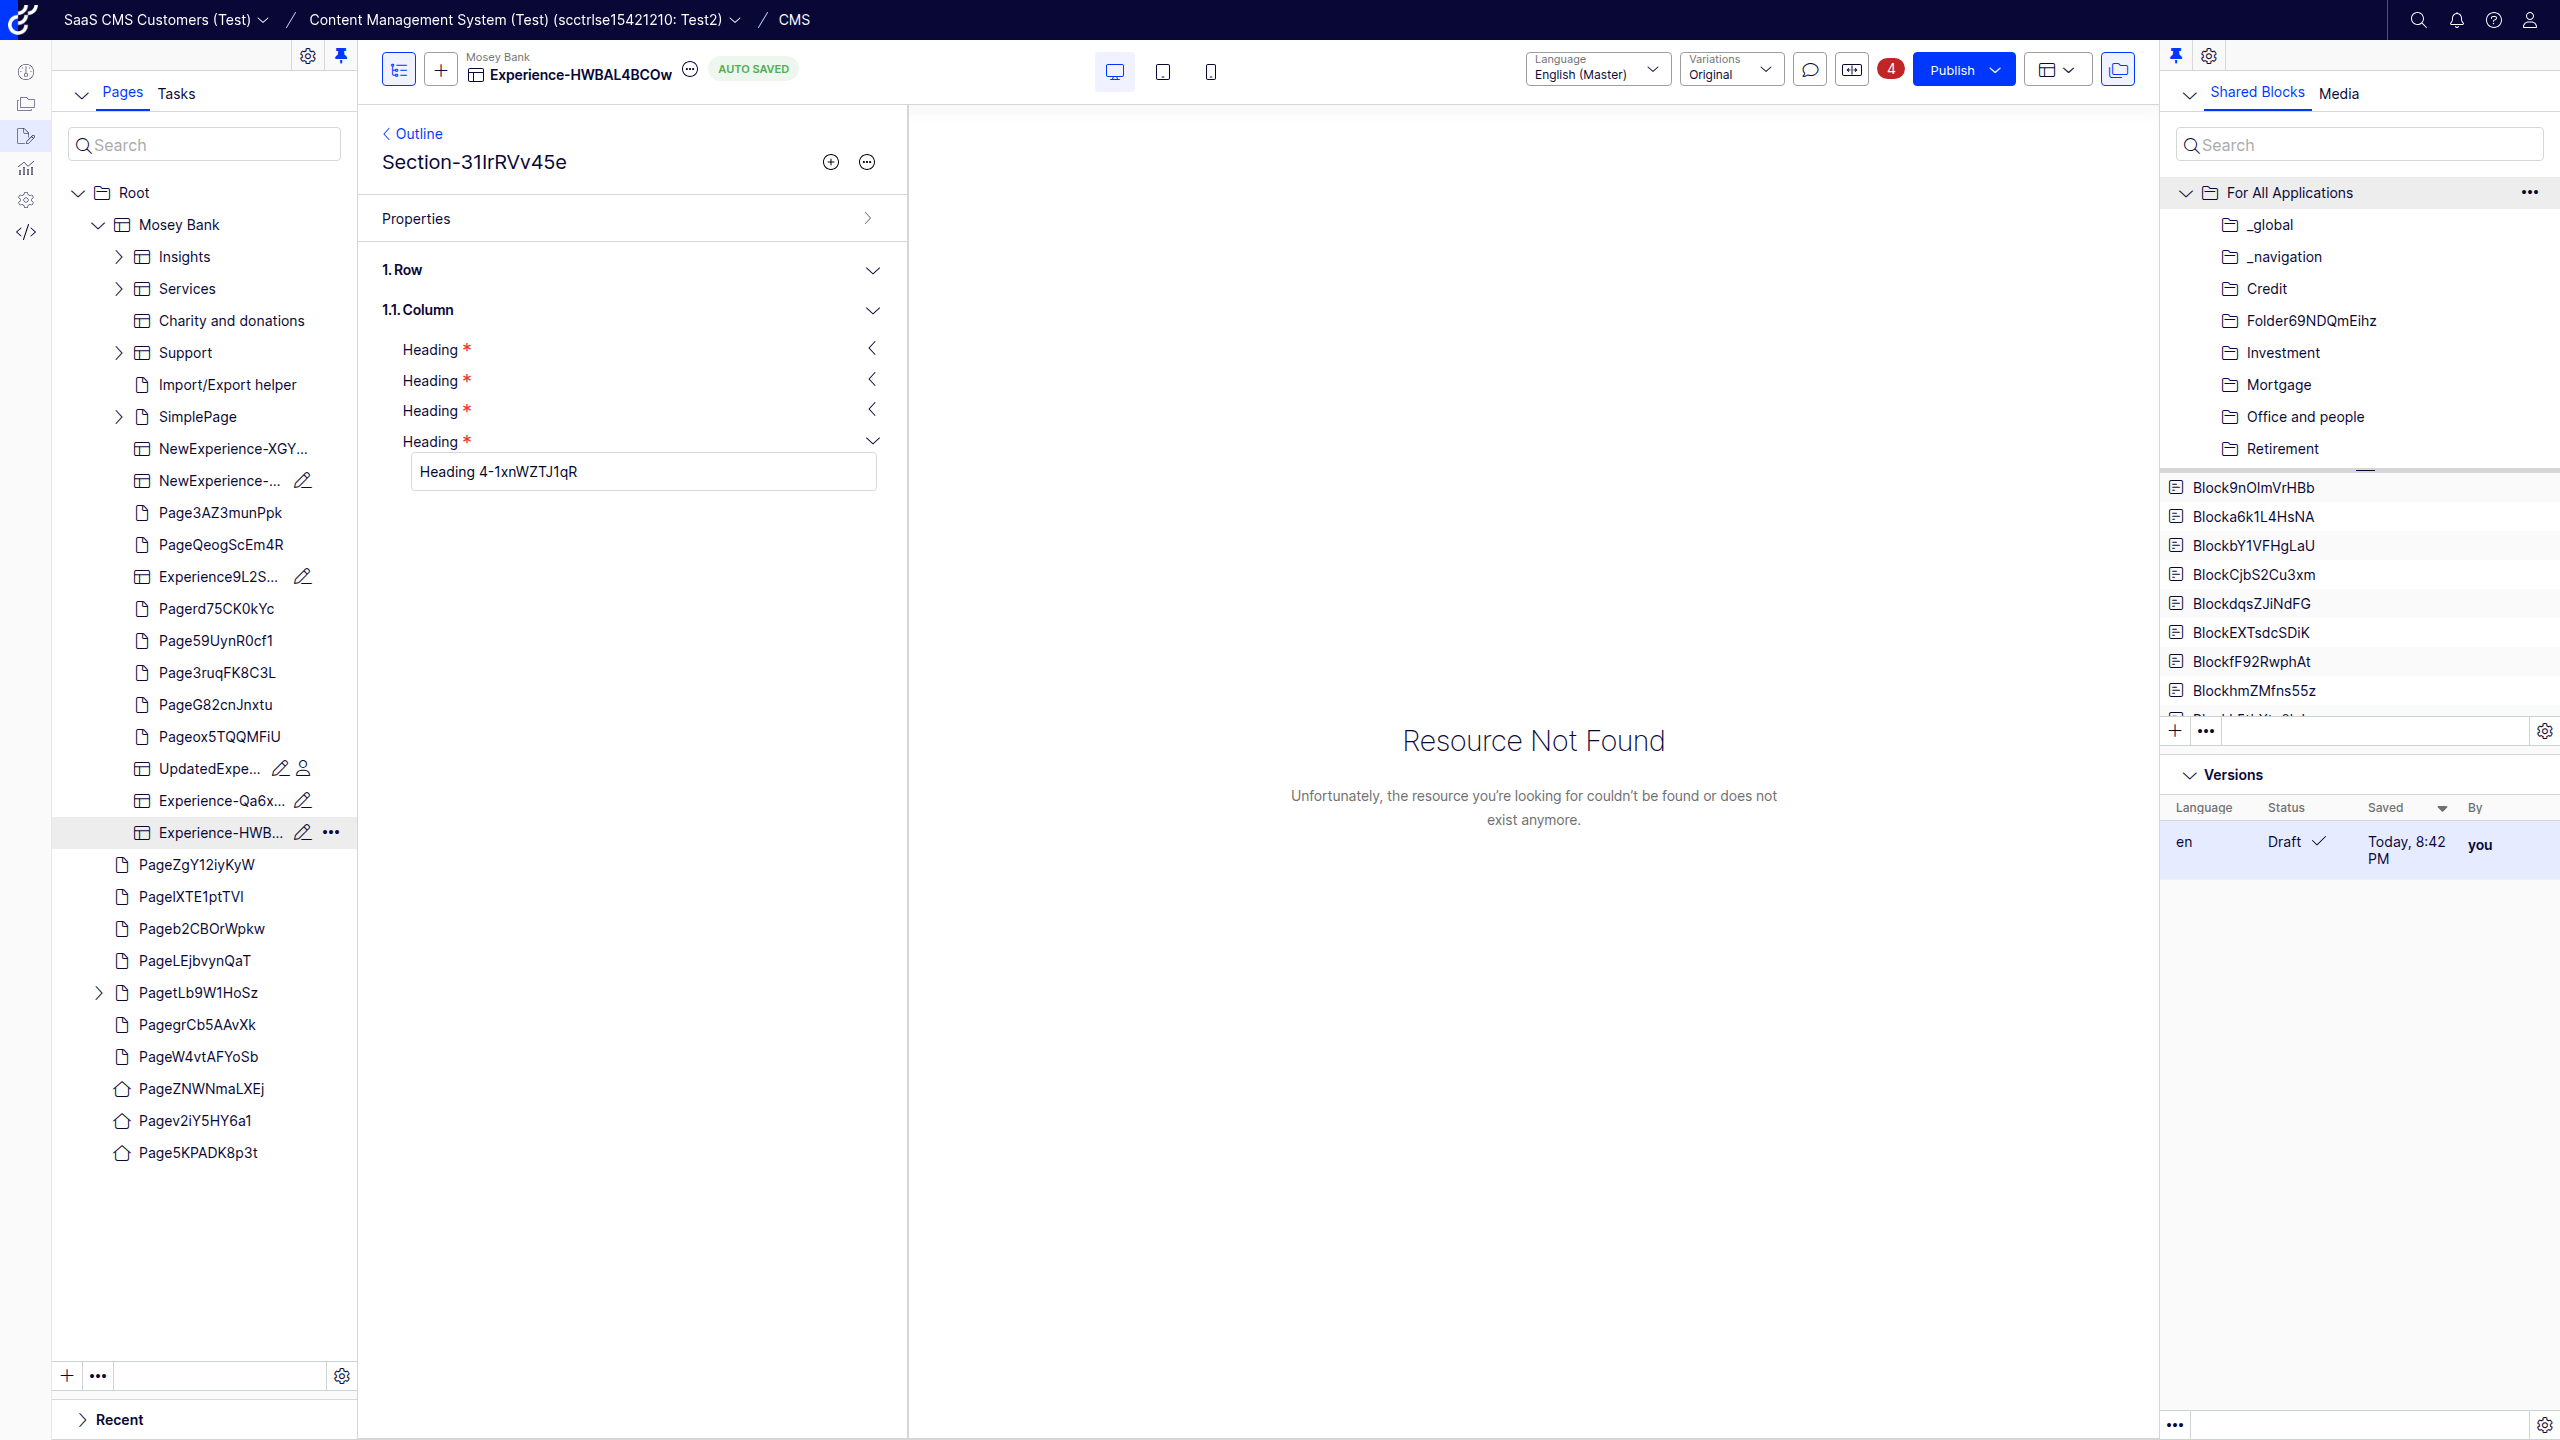 SaaS CMS Customers (Test)
Content Management System (Test) (scctrlse15421210: Test2)
CMS
Pages
Tasks
Search
Root
Mosey Bank
Insights
Services
Charity and donations
Support
Import/Export helper
SimplePage
NewExperience-XGY...
NewExperience-...
Page3AZ3munPpk
PageQeogScEm4R
Experience9L2S...
Pagerd75CK0kYc
Page59UynR0cf1
Page3ruqFK8C3L
PageG82cnJnxtu
Pageox5TQQMFiU
UpdatedExpe...
Experience-Qa6x...
Experience-HWB...
PageZgY12iyKyW
PagelXTE1ptTVl
Pageb2CBOrWpkw
PageLEjbvynQaT
PagetLb9W1HoSz
PagegrCb5AAvXk
PageW4vtAFYoSb
PageZNWNmaLXEj
Pagev2iY5HY6a1
Page5KPADK8p3t
Recent
Mosey Bank
Experience-HWBAL4BCOw
AUTO SAVED
Language
English (Master)
Variations
Original
4
Publish
Outline
Section-31IrRVv45e
Properties
1. Row
1.1. Column
Heading *
Heading *
Heading *
Heading *
Heading 4-1xnWZTJ1qR
Resource Not Found
Unfortunately, the resource you're looking for couldn't be found or does not
exist anymore.
Shared Blocks
Media
Search
For All Applications
_global
_navigation
Credit
Folder69NDQmEihz
Investment
Mortgage
Office and people
Retirement
Block9nOlmVrHBb
Blocka6k1L4HsNA
BlockbY1VFHgLaU
BlockCjbS2Cu3xm
BlockdqsZJiNdFG
BlockEXTsdcSDiK
BlockfF92RwphAt
BlockhmZMfns55z
Versions
Language
Status
Saved
By
en
Draft
Today, 8:42
PM
you